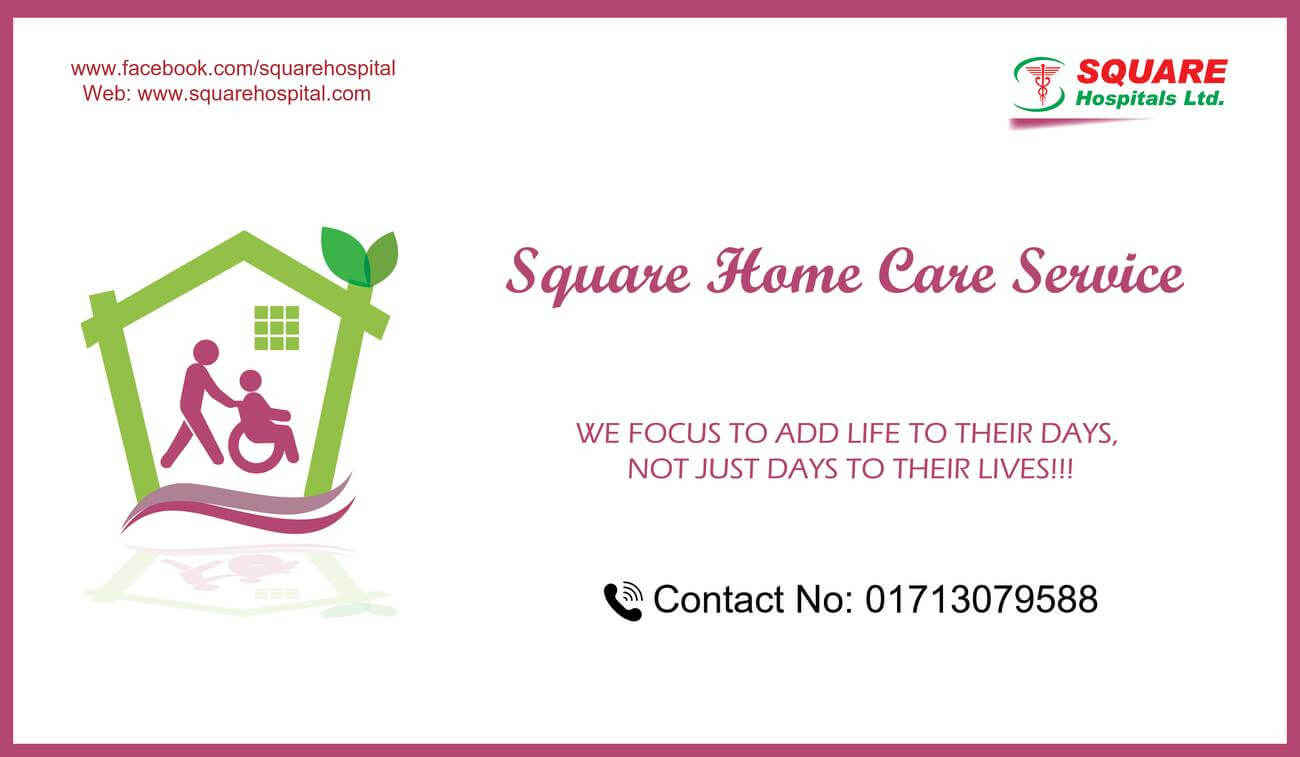 www.facebook.com/squarehospital
Web: www.squarehospital.com
SQUARE
Hospitals Ltd.
Square Home Care Service
WE FOCUS TO ADD LIFE TO THEIR DAYS,
NOT JUST DAYS TO THEIR LIVES!!!
Contact No: 01713079588